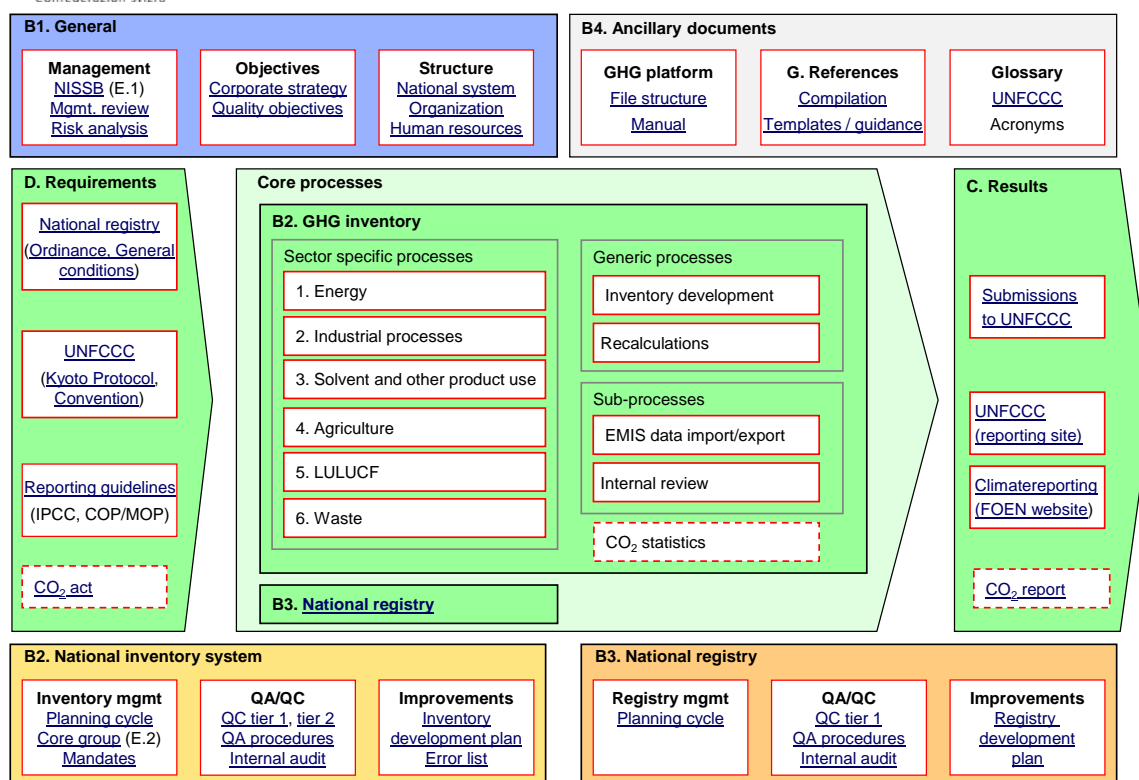 B1. General
Management
NISSB (E.1)
Mgmt. review
Risk analysis
Objectives
Corporate strategy
Quality objectives
Structure
National system
Organization
Human resources
B4. Ancillary documents
GHG platform
File structure
Manual
G. References
Compilation
Templates / guidance
Glossary
UNFCCC
Acronyms
D. Requirements
National registry
(Ordinance, General
conditions)
UNFCCC
(Kyoto Protocol,
Convention)
Reporting guidelines
(IPCC, COP/MOP)
CO2 act
Core processes
B2. GHG inventory
Sector specific processes
1. Energy
2. Industrial processes
3. Solvent and other product use
4. Agriculture
5. LULUCF
6. Waste
Generic processes
Inventory development
Recalculations
Sub-processes
EMIS data import/export
Internal review
CO2 statistics
B3. National registry
C. Results
Submissions
to UNFCCC
UNFCCC
(reporting site)
Climatereporting
(FOEN website)
CO2 report
B2. National inventory system
Inventory mgmt
Planning cycle
Core group (E.2)
Mandates
QA/QC
QC tier 1, tier 2
QA procedures
Internal audit
Improvements
Inventory
development plan
Error list
B3. National registry
Registry mgmt
Planning cycle
QA/QC
QC tier 1
QA procedures
Internal audit
Improvements
Registry
development
plan